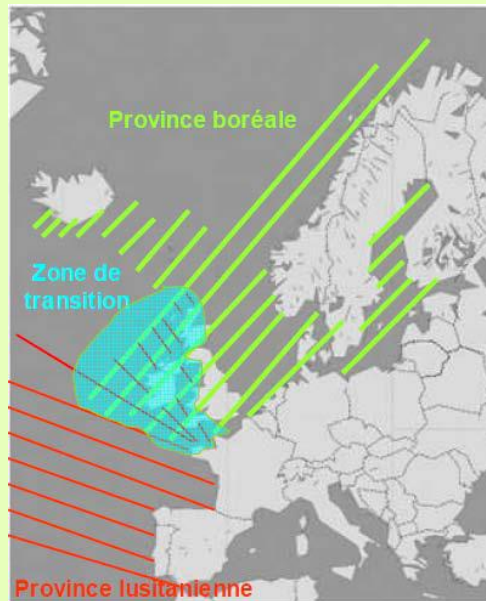 Province boréale
Zone de
transition
Province lusitanienne